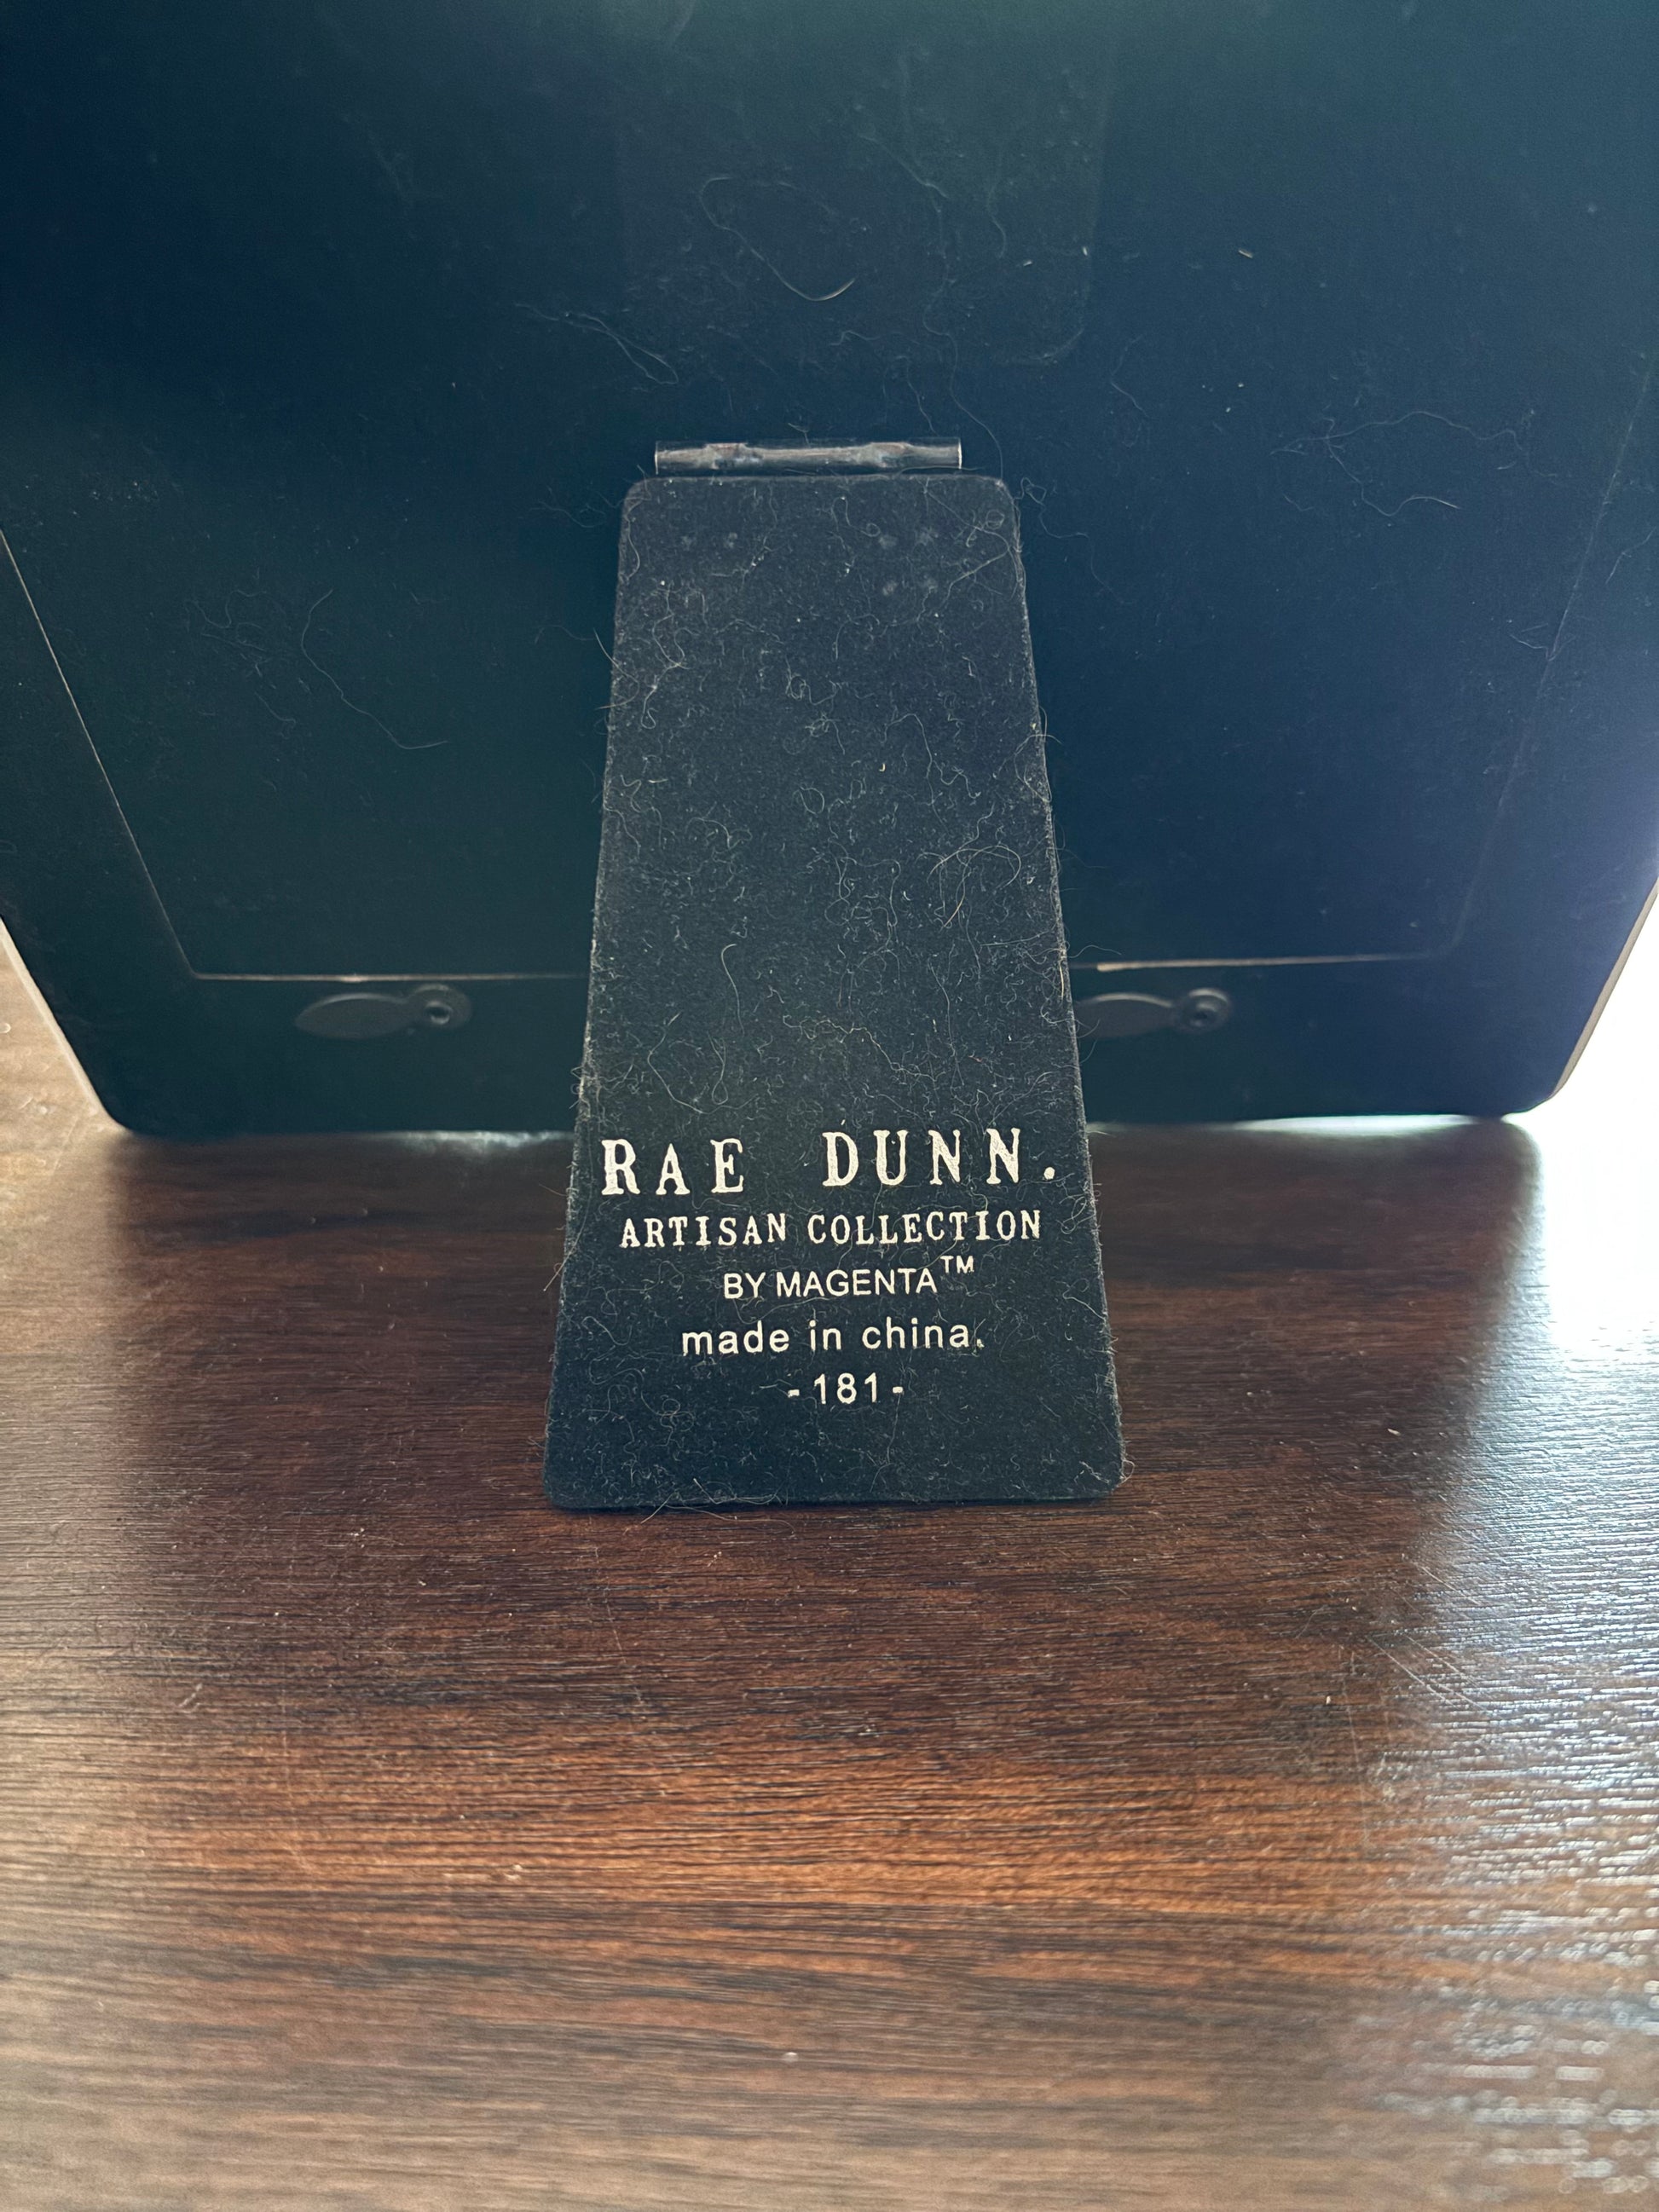 RAE DUNN.
ARTISAN COLLECTION
BY MAGENTA™
made in china.
-181-